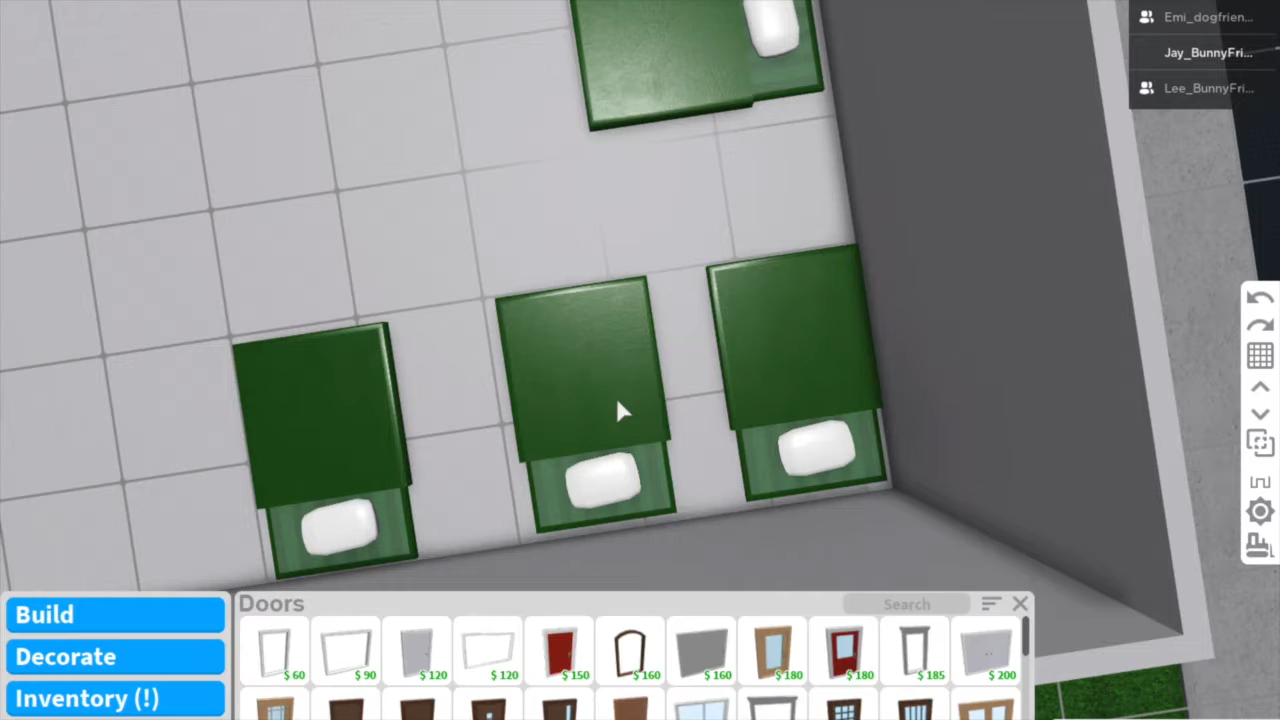 Emi_dogfrien...
Jay_BunnyFri...
Lee_BunnyFri...
Build
Decorate
Inventory (!)
Doors
Search
$ 60
$ 90
$ 120
$ 120
$ 150
$ 160
$ 160
$ 180
$ 180
$ 185
$ 200